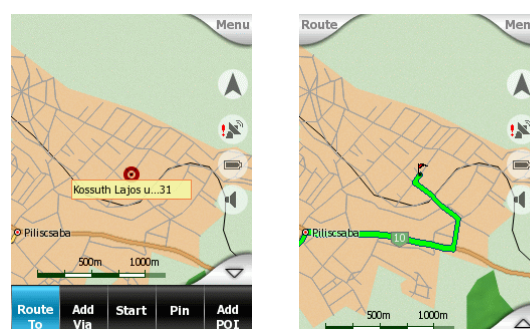 Menu
Kossuth Lajos u...31
Piliscsaba
500m 1000m
Route To
Add Via
Start
Pin
Add POI
Route
Men
Piliscsaba
10
500m 1000m